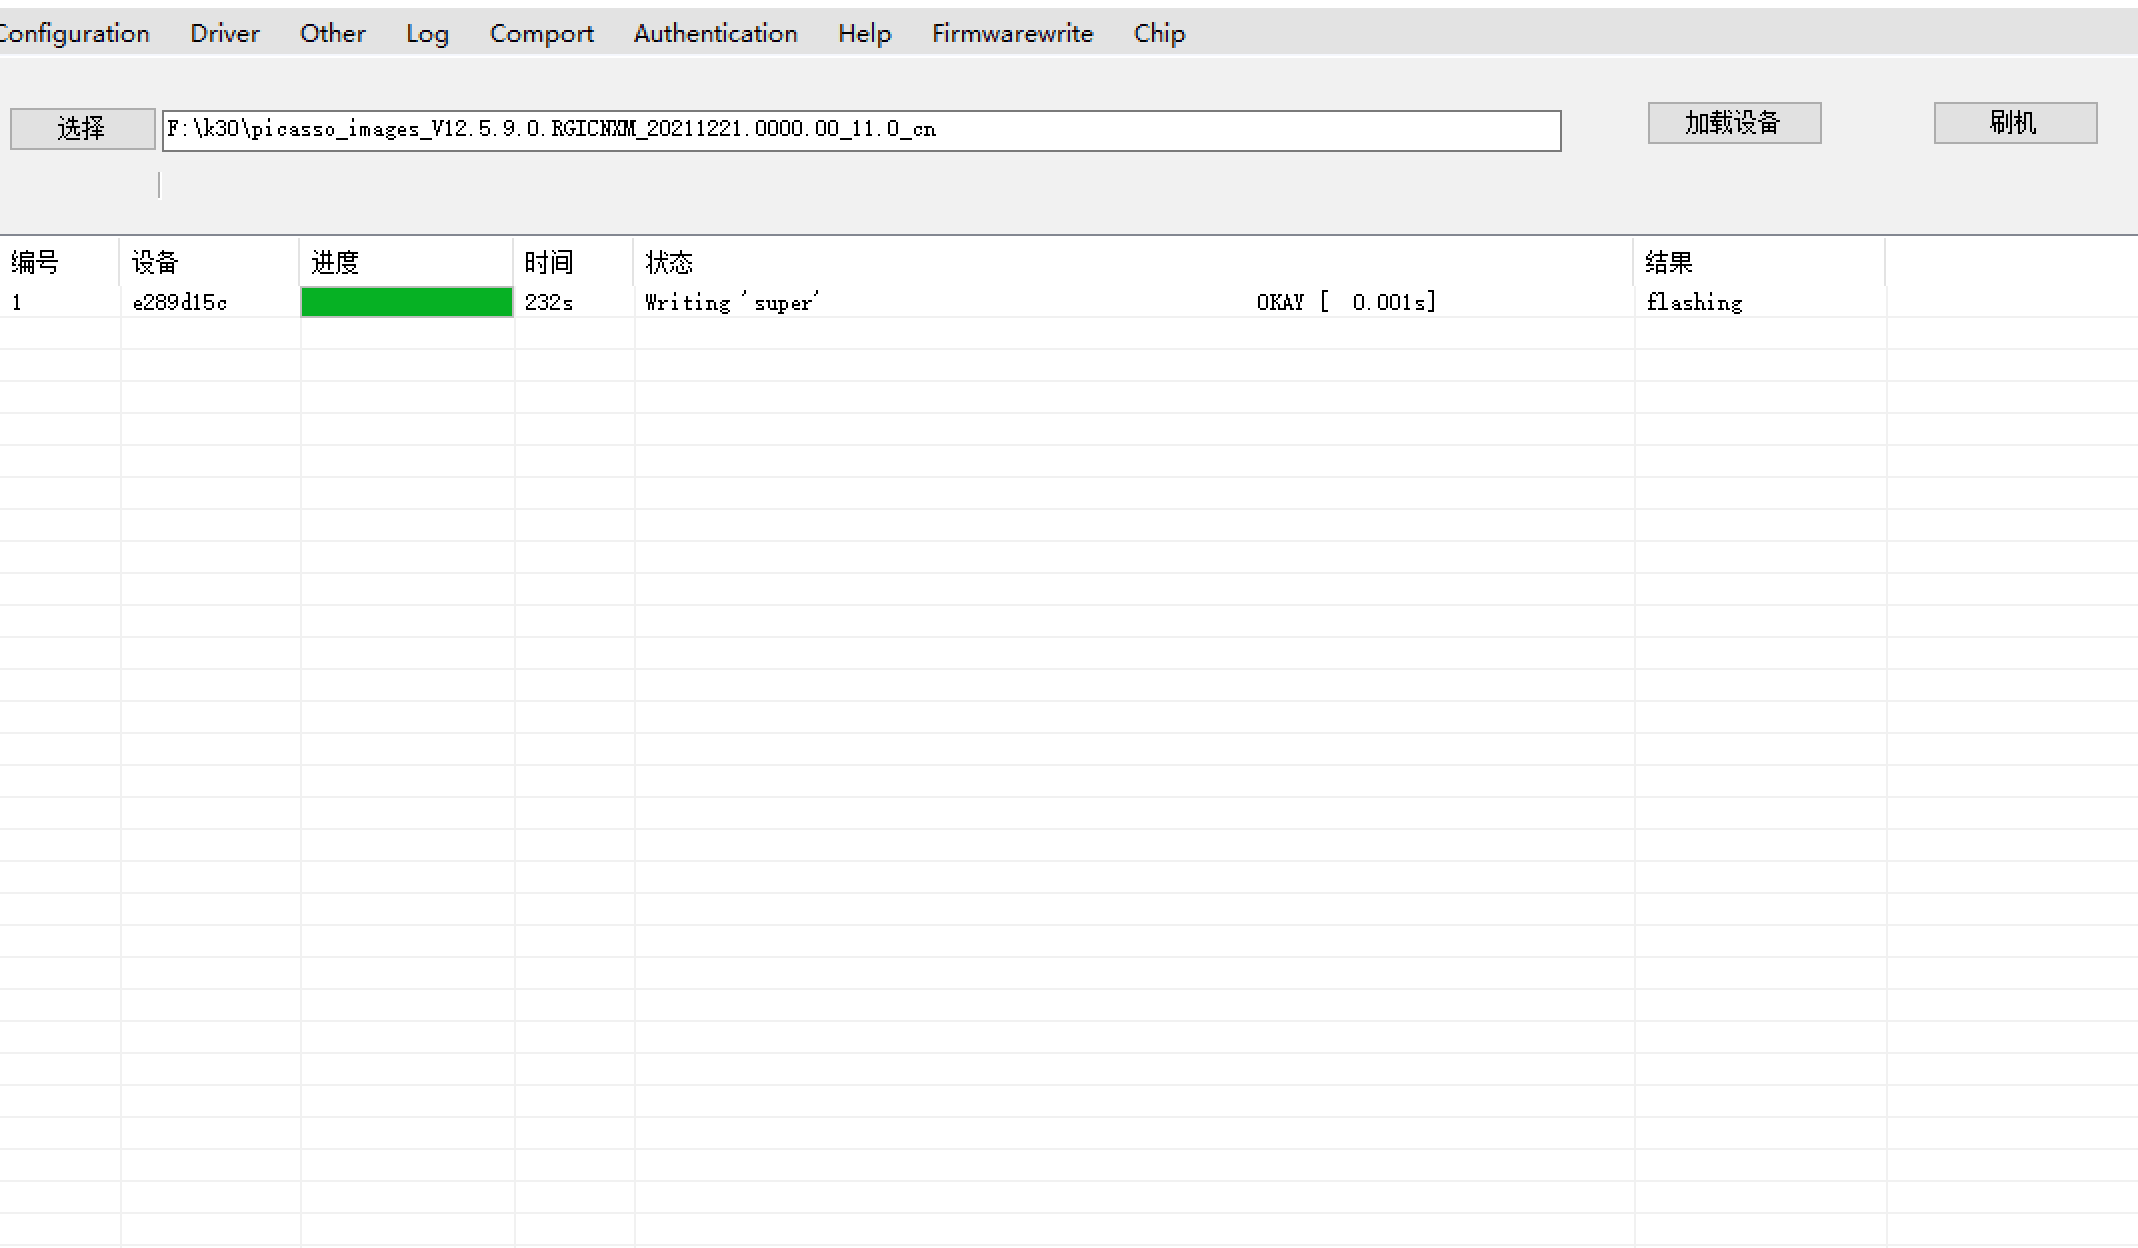 Configuration Driver Other Log Comport Authentication Help Firmwarewrite Chip
选择 F:\k30\picasso_images_V12.5.9.0.RGICNXM_20211221.0000.00_11.0_cn 加载设备 刷机
编号 设备 进度 时间 状态 结果
1 e289d15c 232s Writing 'super' OKAY [ 0.001s] flashing